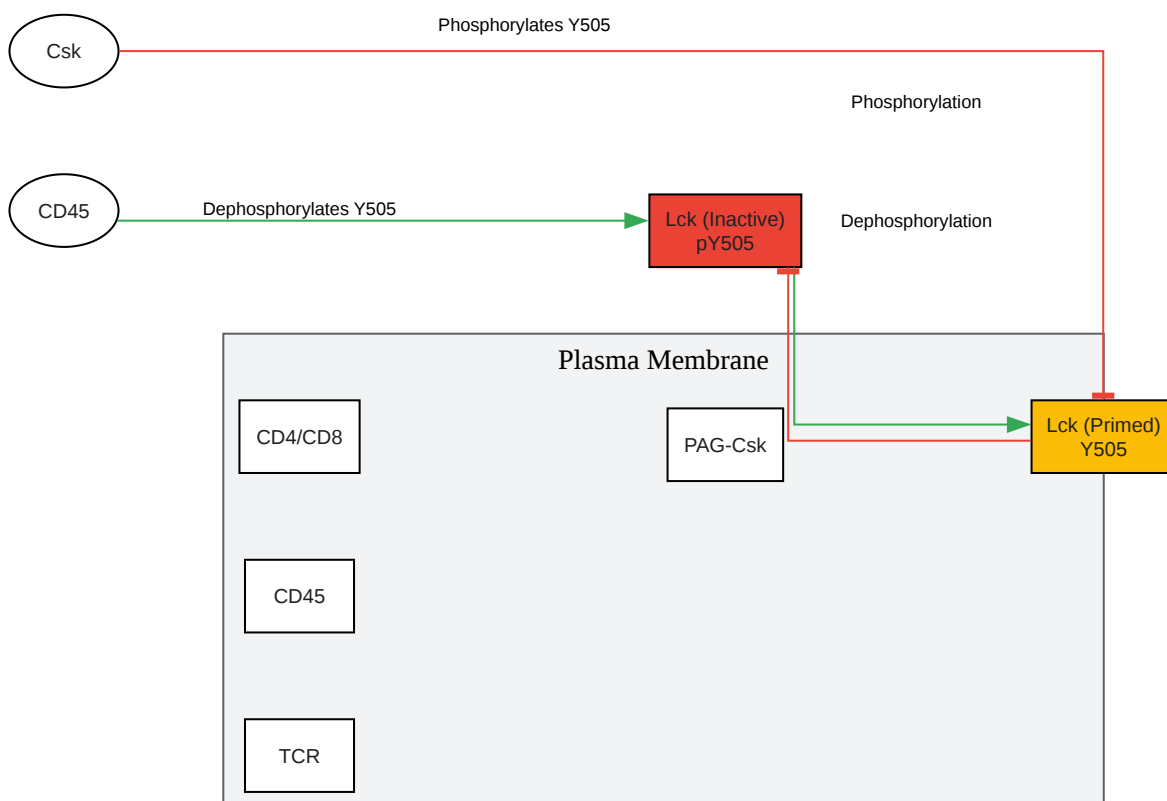 Phosphorylates Y505
Csk
Phosphorylation
CD45
Dephosphorylates Y505
Lck (Inactive)
pY505
Dephosphorylation
Plasma Membrane
CD4/CD8
PAG-Csk
Lck (Primed)
Y505
CD45
TCR